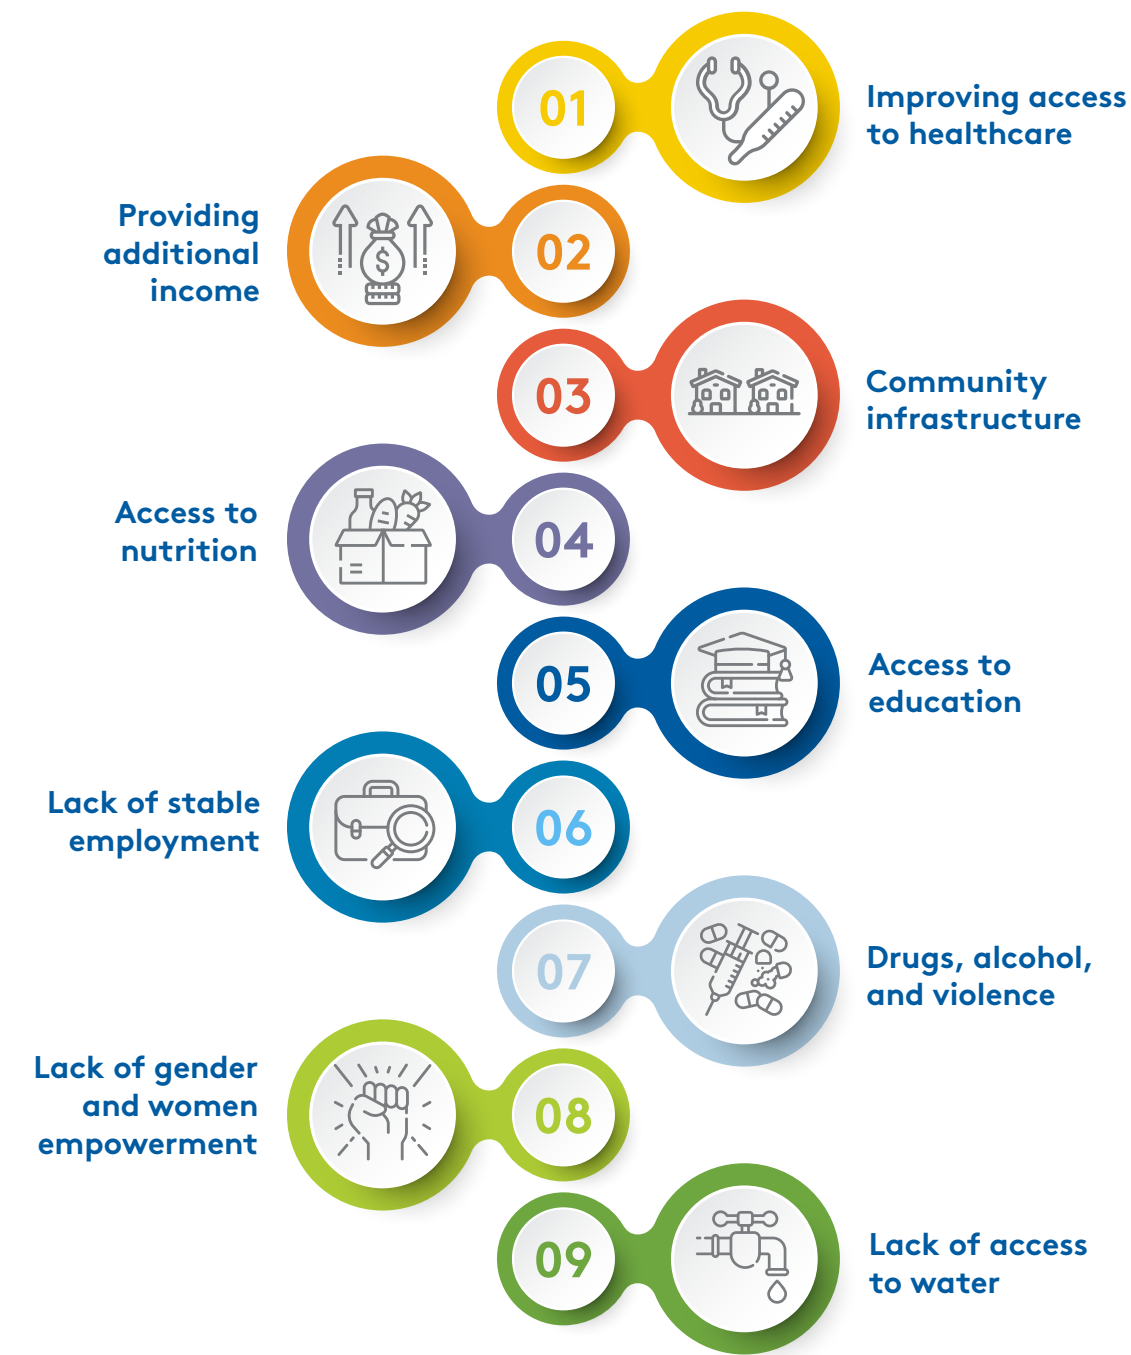 01
Improving access
to healthcare
Providing
additional
income
$
02
03
Community
infrastructure
Access to
nutrition
04
05
Access to
education
Lack of stable
employment
06
07
Drugs, alcohol,
and violence
Lack of gender
and women
empowerment
08
09
Lack of access
to water